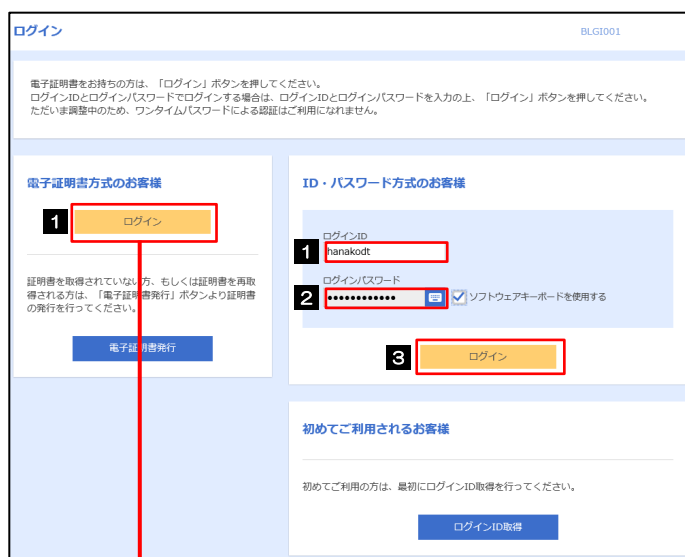 ログイン
BLGI001
電子証明書をお持ちの方は、「ログイン」ボタンを押してください。
ログインIDとログインパスワードでログインする場合は、ログインIDとログインパスワードを入力の上、「ログイン」ボタンを押してください。
ただいま調整中のため、ワンタイムパスワードによる認証はご利用になれません。
電子証明書方式のお客様
1
ログイン
証明書を取得されていない方、もしくは証明書を再取
得される方は、「電子証明書発行」ボタンより証明書
の発行を行ってください。
電子証明書発行
ID・パスワード方式のお客様
ログインID
1
hanakodt
ログインパスワード
2
••••••••••••
ソフトウェアキーボードを使用する
3
ログイン
初めてご利用されるお客様
初めてご利用の方は、最初にログインID取得を行ってください。
ログインID取得